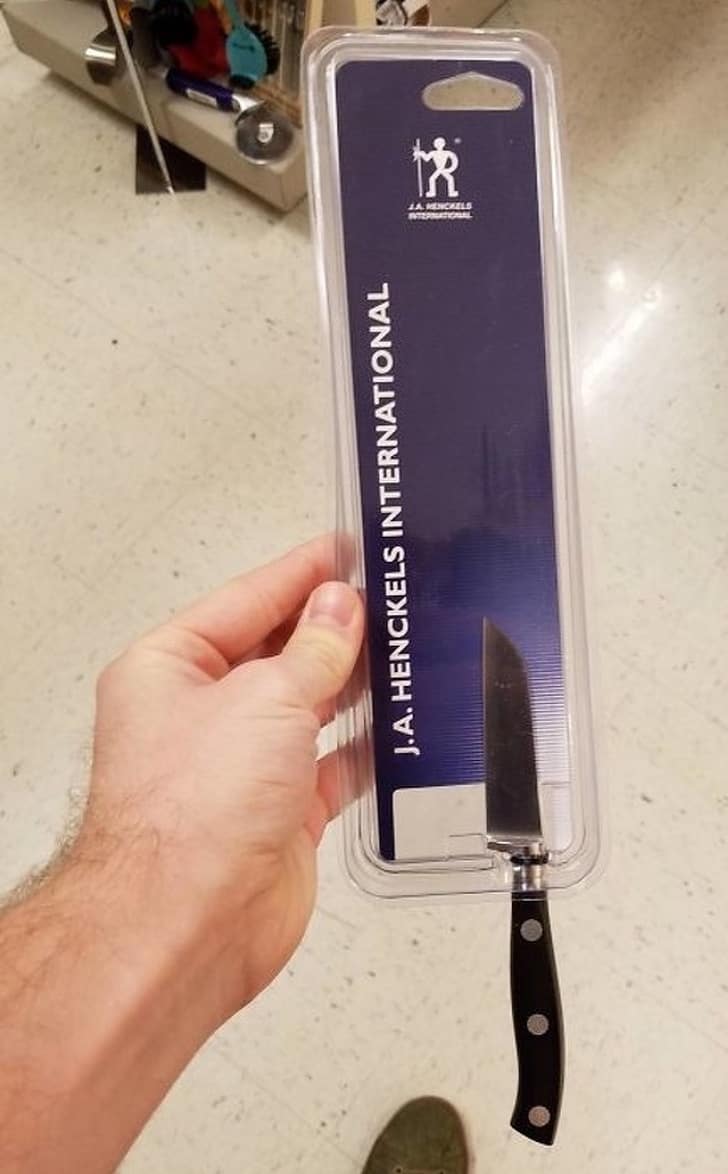 J.A. HENCKELS
INTERNATIONAL
J.A. HENCKELS INTERNATIONAL